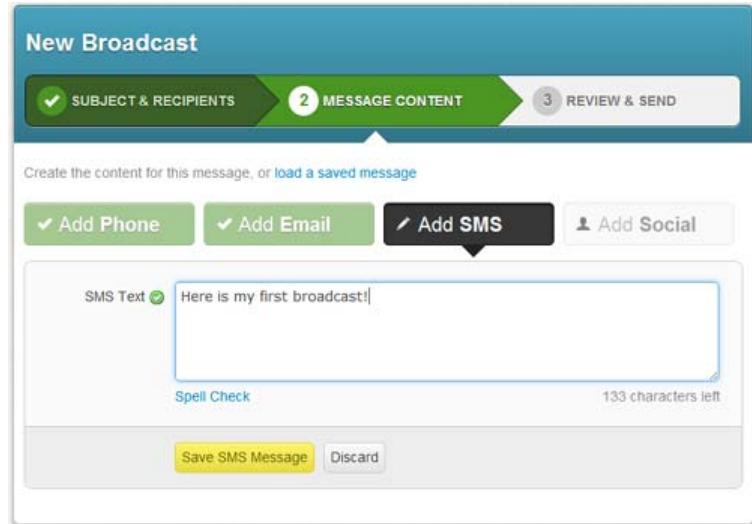 New Broadcast
SUBJECT & RECIPIENTS 2 MESSAGE CONTENT 3 REVIEW & SEND
Create the content for this message, or load a saved message
Add Phone Add Email Add SMS Add Social
SMS Text Here is my first broadcast!
Spell Check 133 characters left
Save SMS Message Discard